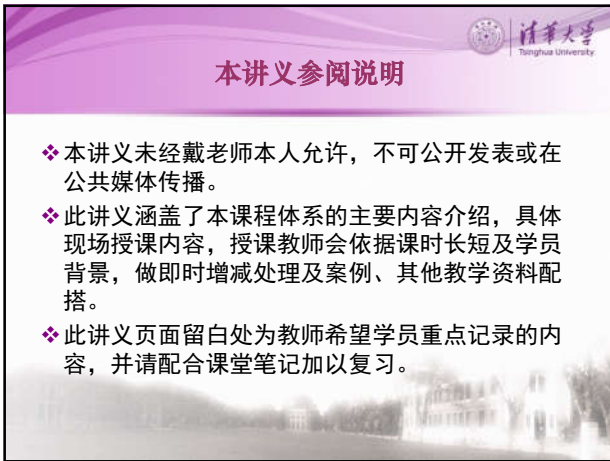 清华大学
Tsinghua University
本讲义参阅说明
❖本讲义未经戴老师本人允许，不可公开发表或在
公共媒体传播。
❖此讲义涵盖了本课程体系的主要内容介绍，具体
现场授课内容，授课教师会依据课时长短及学员
背景，做即时增减处理及案例、其他教学资料配
搭。
❖此讲义页面留白处为教师希望学员重点记录的内
容，并请配合课堂笔记加以复习。